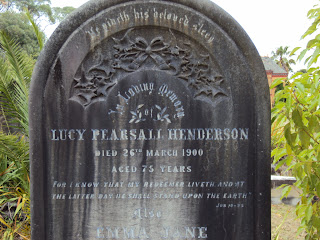 He giveth his beloved sleep
In Loving Memory
of
LUCY PEARSALL HENDERSON
DIED 26TH MARCH 1900
AGED 75 YEARS
"FOR I KNOW THAT MY REDEEMER LIVETH AND AT
THE LATTER DAY HE SHALL STAND UPON THE EARTH"
JOB
Also
EMMA JANE